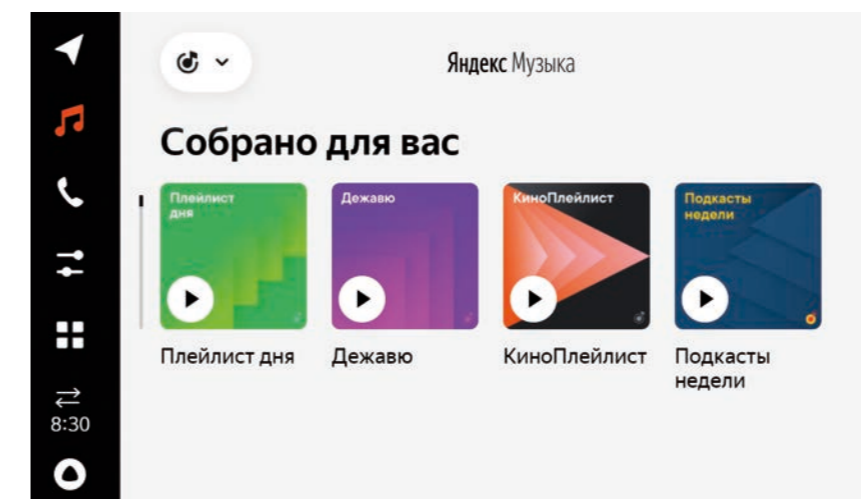 Яндекс Музыка
Собрано для вас
Плейлист
дня
Дежавю
КиноПлейлист
Подкасты
недели
Плейлист дня
Дежавю
КиноПлейлист
Подкасты
недели
8:30